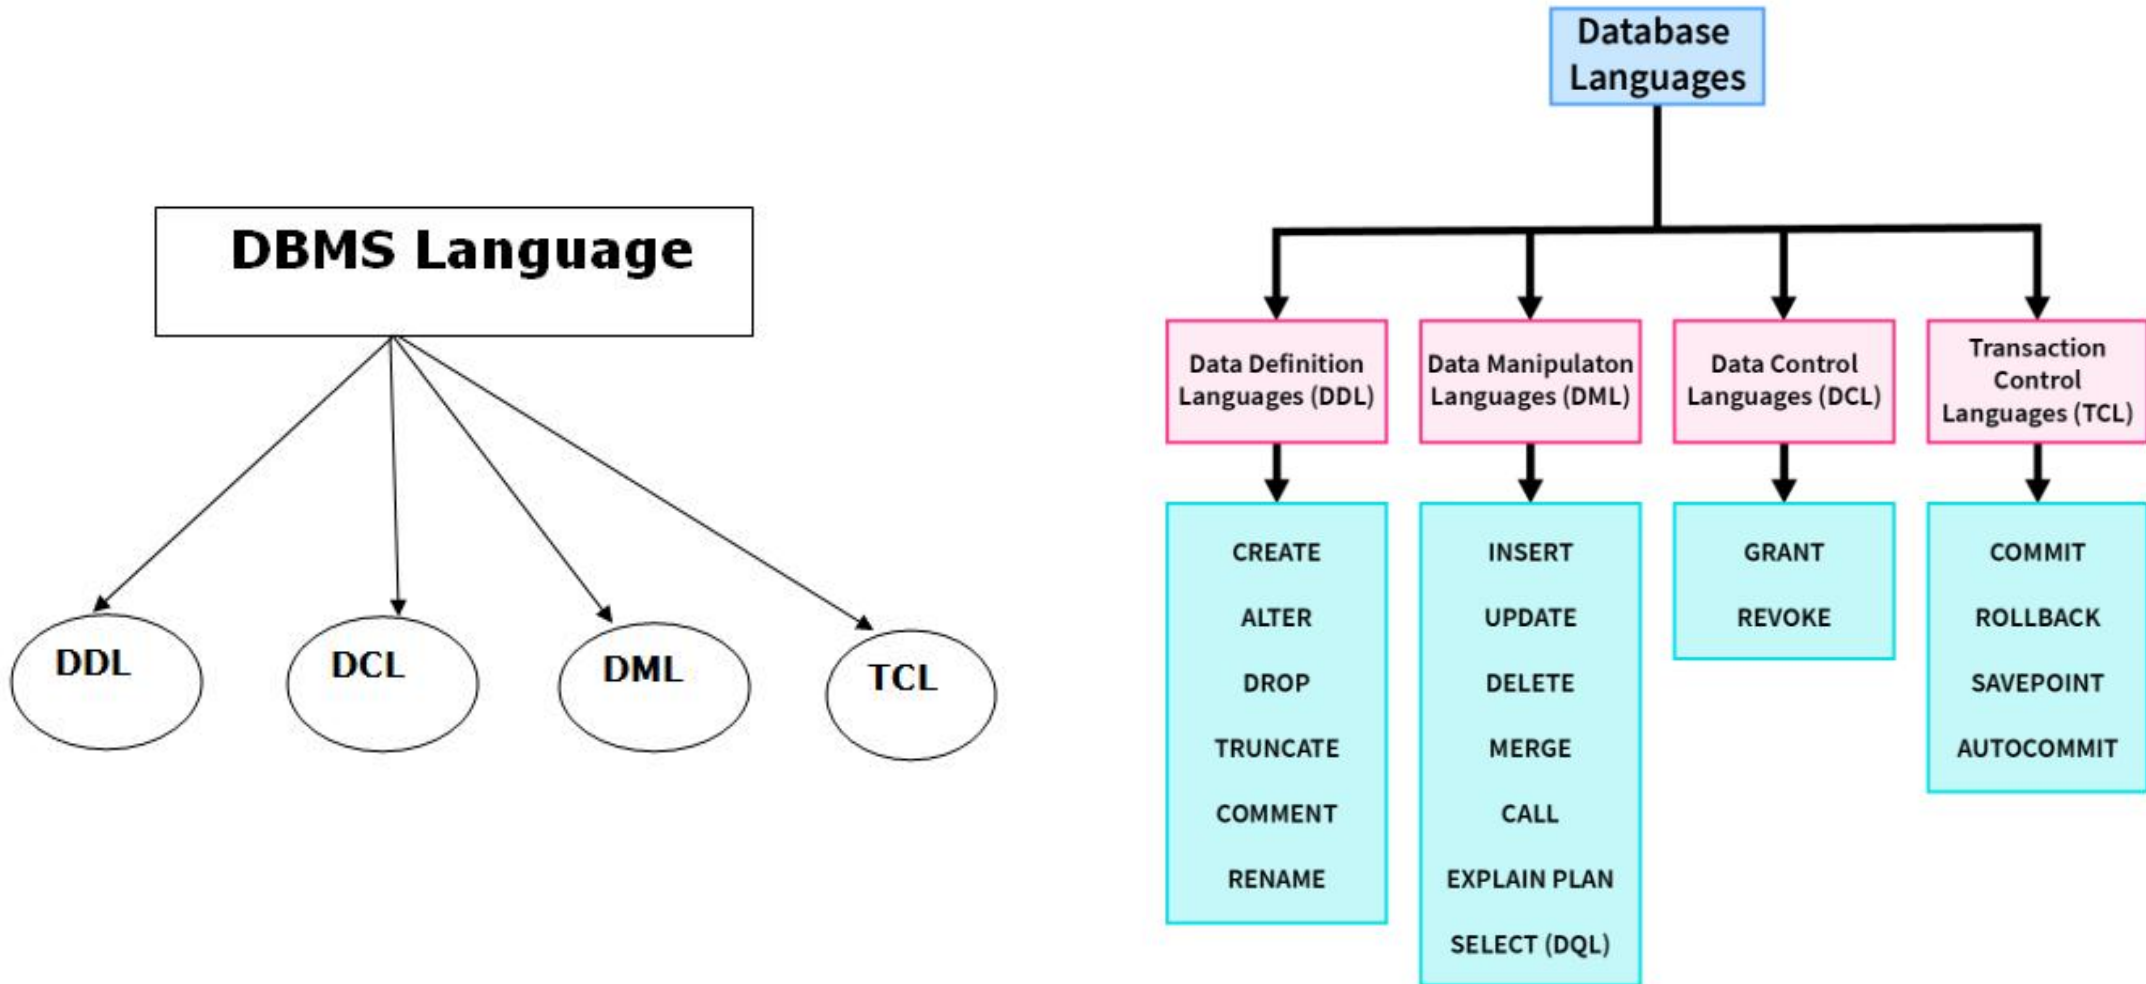 DBMS Language
DDL
DCL
DML
TCL
Database
Languages
Data Definition
Languages (DDL)
Data Manipulaton
Languages (DML)
Data Control
Languages (DCL)
Transaction
Control
Languages (TCL)
CREATE
ALTER
DROP
TRUNCATE
COMMENT
RENAME
INSERT
UPDATE
DELETE
MERGE
CALL
EXPLAIN PLAN
SELECT (DQL)
GRANT
REVOKE
COMMIT
ROLLBACK
SAVEPOINT
AUTOCOMMIT